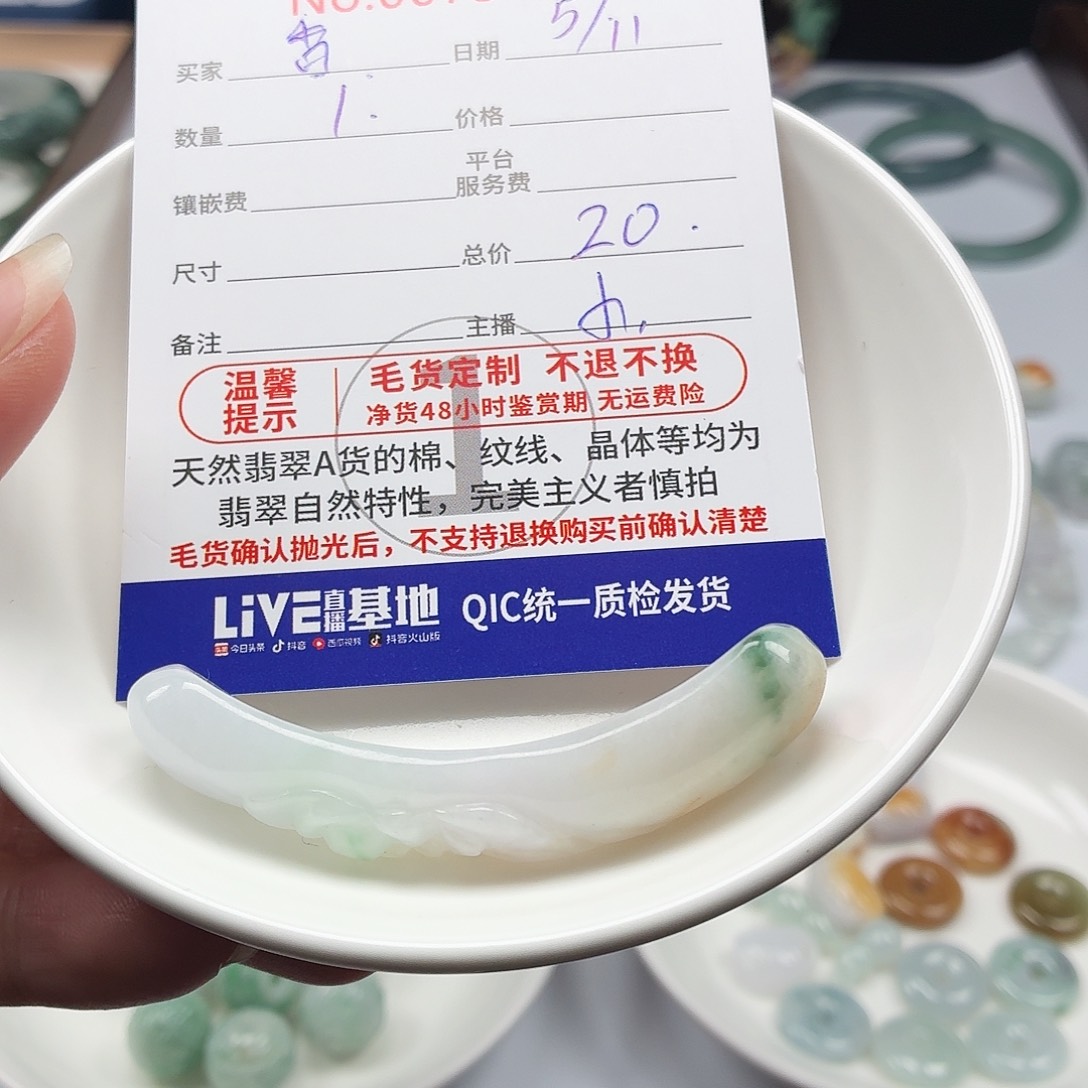 买家 日期 5/11
数量 1. 价格
镶嵌费 平台服务费
尺寸 总价 20.
备注 主播
温馨提示 毛货定制 不退不换
净货48小时鉴赏期 无运费险
天然翡翠A货的棉、纹线、晶体等均为
翡翠自然特性，完美主义者慎拍
毛货确认抛光后，不支持退换购买前确认清楚
LiVE直播基地 QIC统一质检发货
今日头条 抖音 西瓜视频 抖音火山版
1